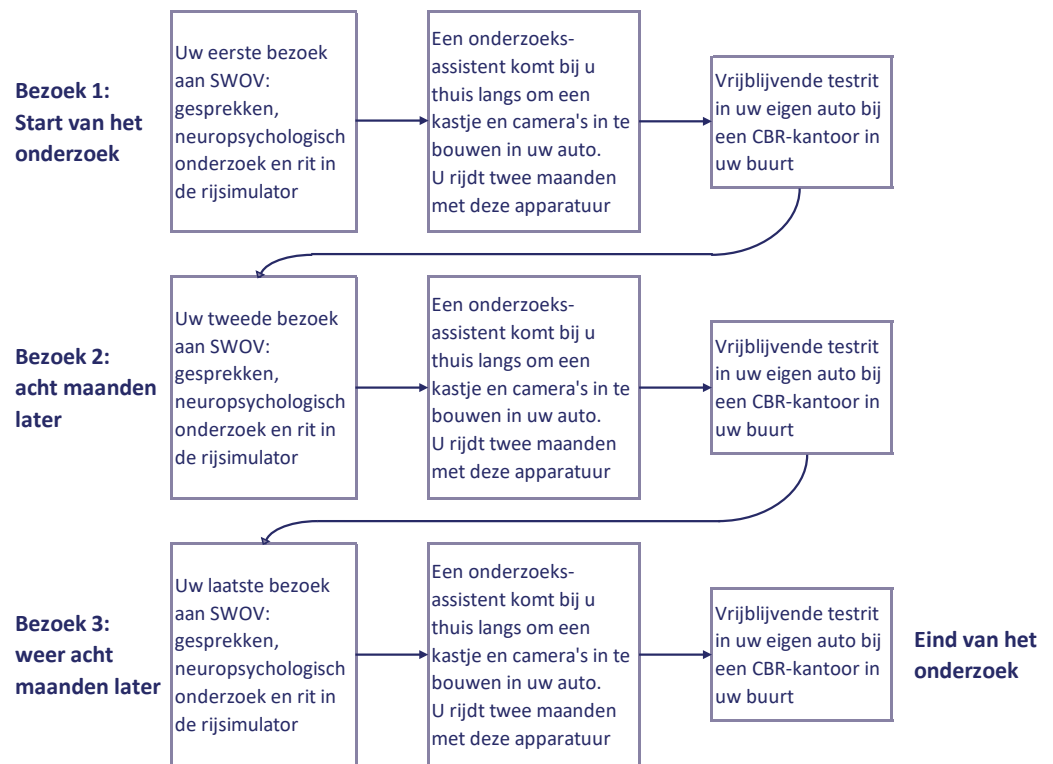 Bezoek 1:
Start van het
onderzoek
Uw eerste bezoek
aan SWOV:
gesprekken,
neuropsychologisch
onderzoek en rit in
de rijsimulator
Een onderzoeks-
assistent komt bij u
thuis langs om een
kastje en camera's in te
bouwen in uw auto.
U rijdt twee maanden
met deze apparatuur
Vrijblijvende testrit
in uw eigen auto bij
een CBR-kantoor in
uw buurt
Bezoek 2:
acht maanden
later
Uw tweede bezoek
aan SWOV:
gesprekken,
neuropsychologisch
onderzoek en rit in
de rijsimulator
Een onderzoeks-
assistent komt bij u
thuis langs om een
kastje en camera's in te
bouwen in uw auto.
U rijdt twee maanden
met deze apparatuur
Vrijblijvende testrit
in uw eigen auto bij
een CBR-kantoor in
uw buurt
Bezoek 3:
weer acht
maanden later
Uw laatste bezoek
aan SWOV:
gesprekken,
neuropsychologisch
onderzoek en rit in
de rijsimulator
Een onderzoeks-
assistent komt bij u
thuis langs om een
kastje en camera's in te
bouwen in uw auto.
U rijdt twee maanden
met deze apparatuur
Vrijblijvende testrit
in uw eigen auto bij
een CBR-kantoor in
uw buurt
Eind van het
onderzoek